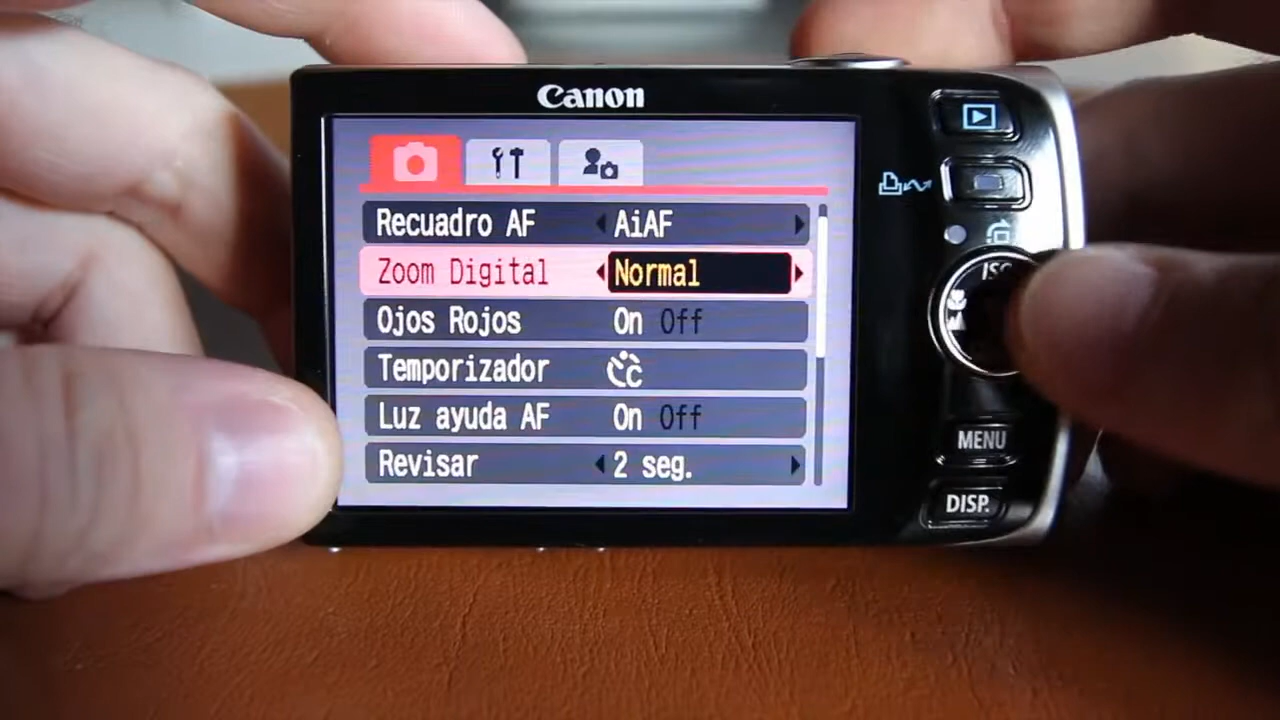 Canon
Recuadro AF AiAF
Zoom Digital Normal
Ojos Rojos On Off
Temporizador
Luz ayuda AF On Off
Revisar 2 seg.
ISO
MENU
DISP.